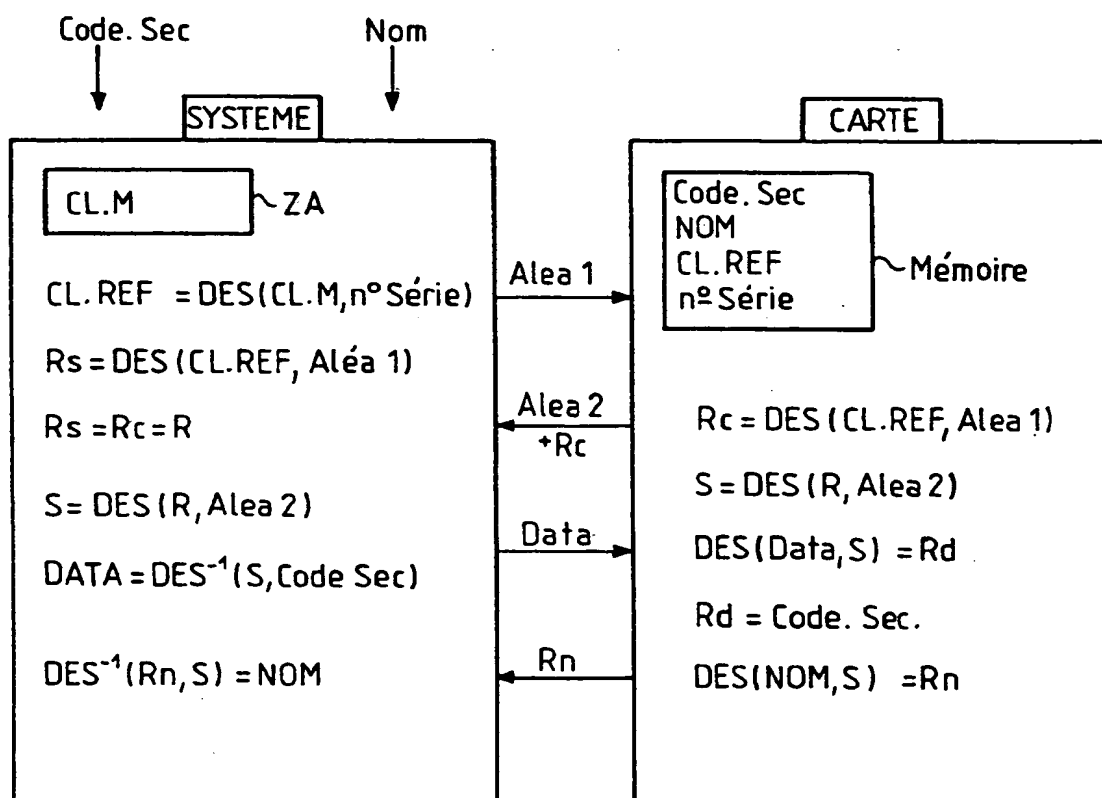 Code. Sec
Nom
SYSTEME
CL.M
ZA
CL.REF = DES(CL.M,n° Série)
Rs = DES (CL.REF, Aléa 1)
Rs = Rc = R
S = DES (R, Alea 2)
DATA = DES⁻¹(S, Code Sec)
DES⁻¹(Rn, S) = NOM
Alea 1
Alea 2
+Rc
Data
Rn
CARTE
Code. Sec
NOM
CL.REF
nº Série
Mémoire
Rc = DES (CL.REF, Alea 1)
S = DES (R, Alea 2)
DES(Data, S) = Rd
Rd = Code. Sec.
DES(NOM, S) = Rn